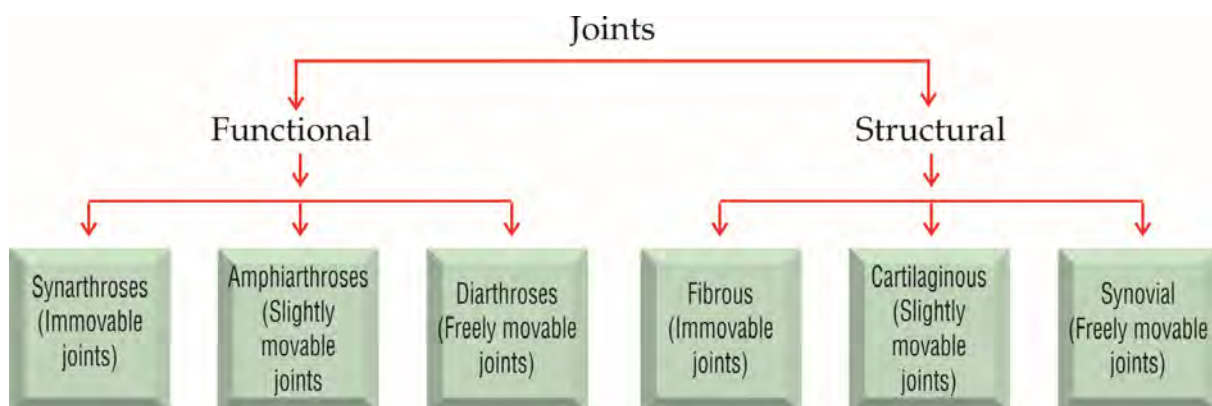 Joints
Functional
Structural
Synarthroses
(Immovable
joints)
Amphiarthroses
(Slightly
movable
joints
Diarthroses
(Freely movable
joints)
Fibrous
(Immovable
joints)
Cartilaginous
(Slightly
movable
joints)
Synovial
(Freely movable
joints)